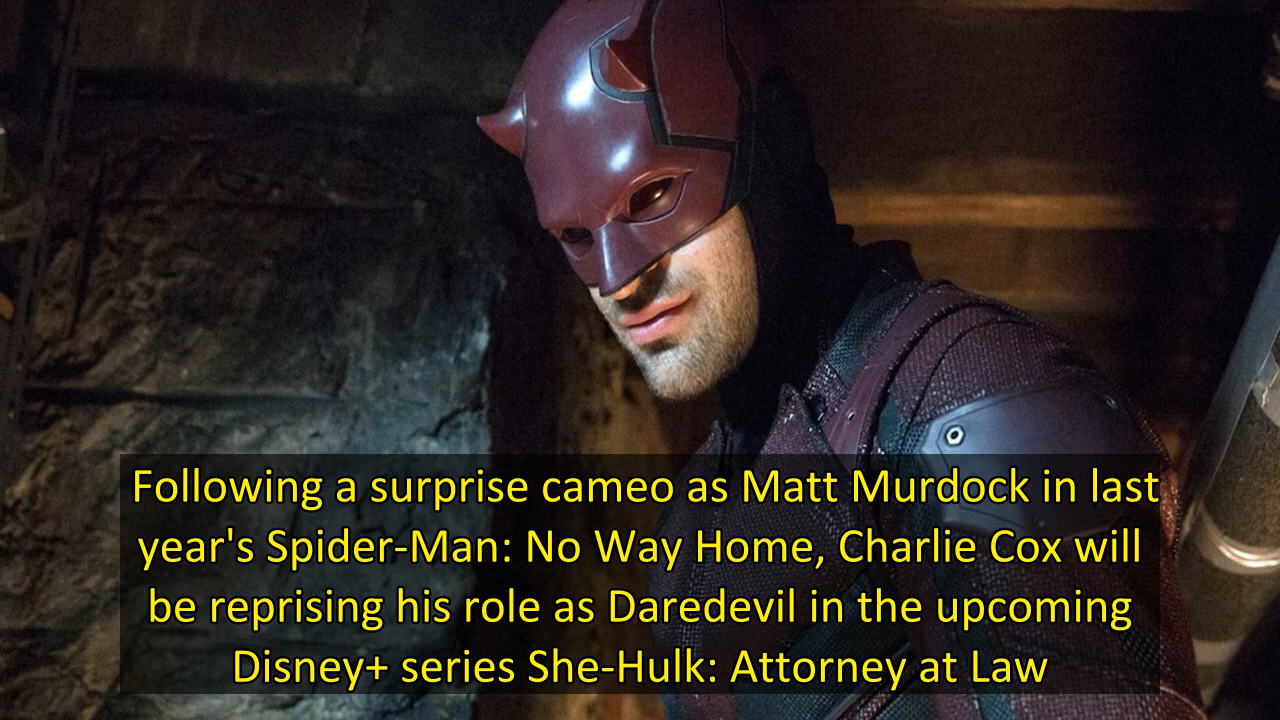 Following a surprise cameo as Matt Murdock in last
year's Spider-Man: No Way Home, Charlie Cox will
be reprising his role as Daredevil in the upcoming
Disney+ series She-Hulk: Attorney at Law